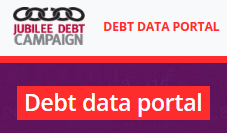 JUBILEE DEBT
CAMPAIGN
DEBT DATA PORTAL
Debt data portal